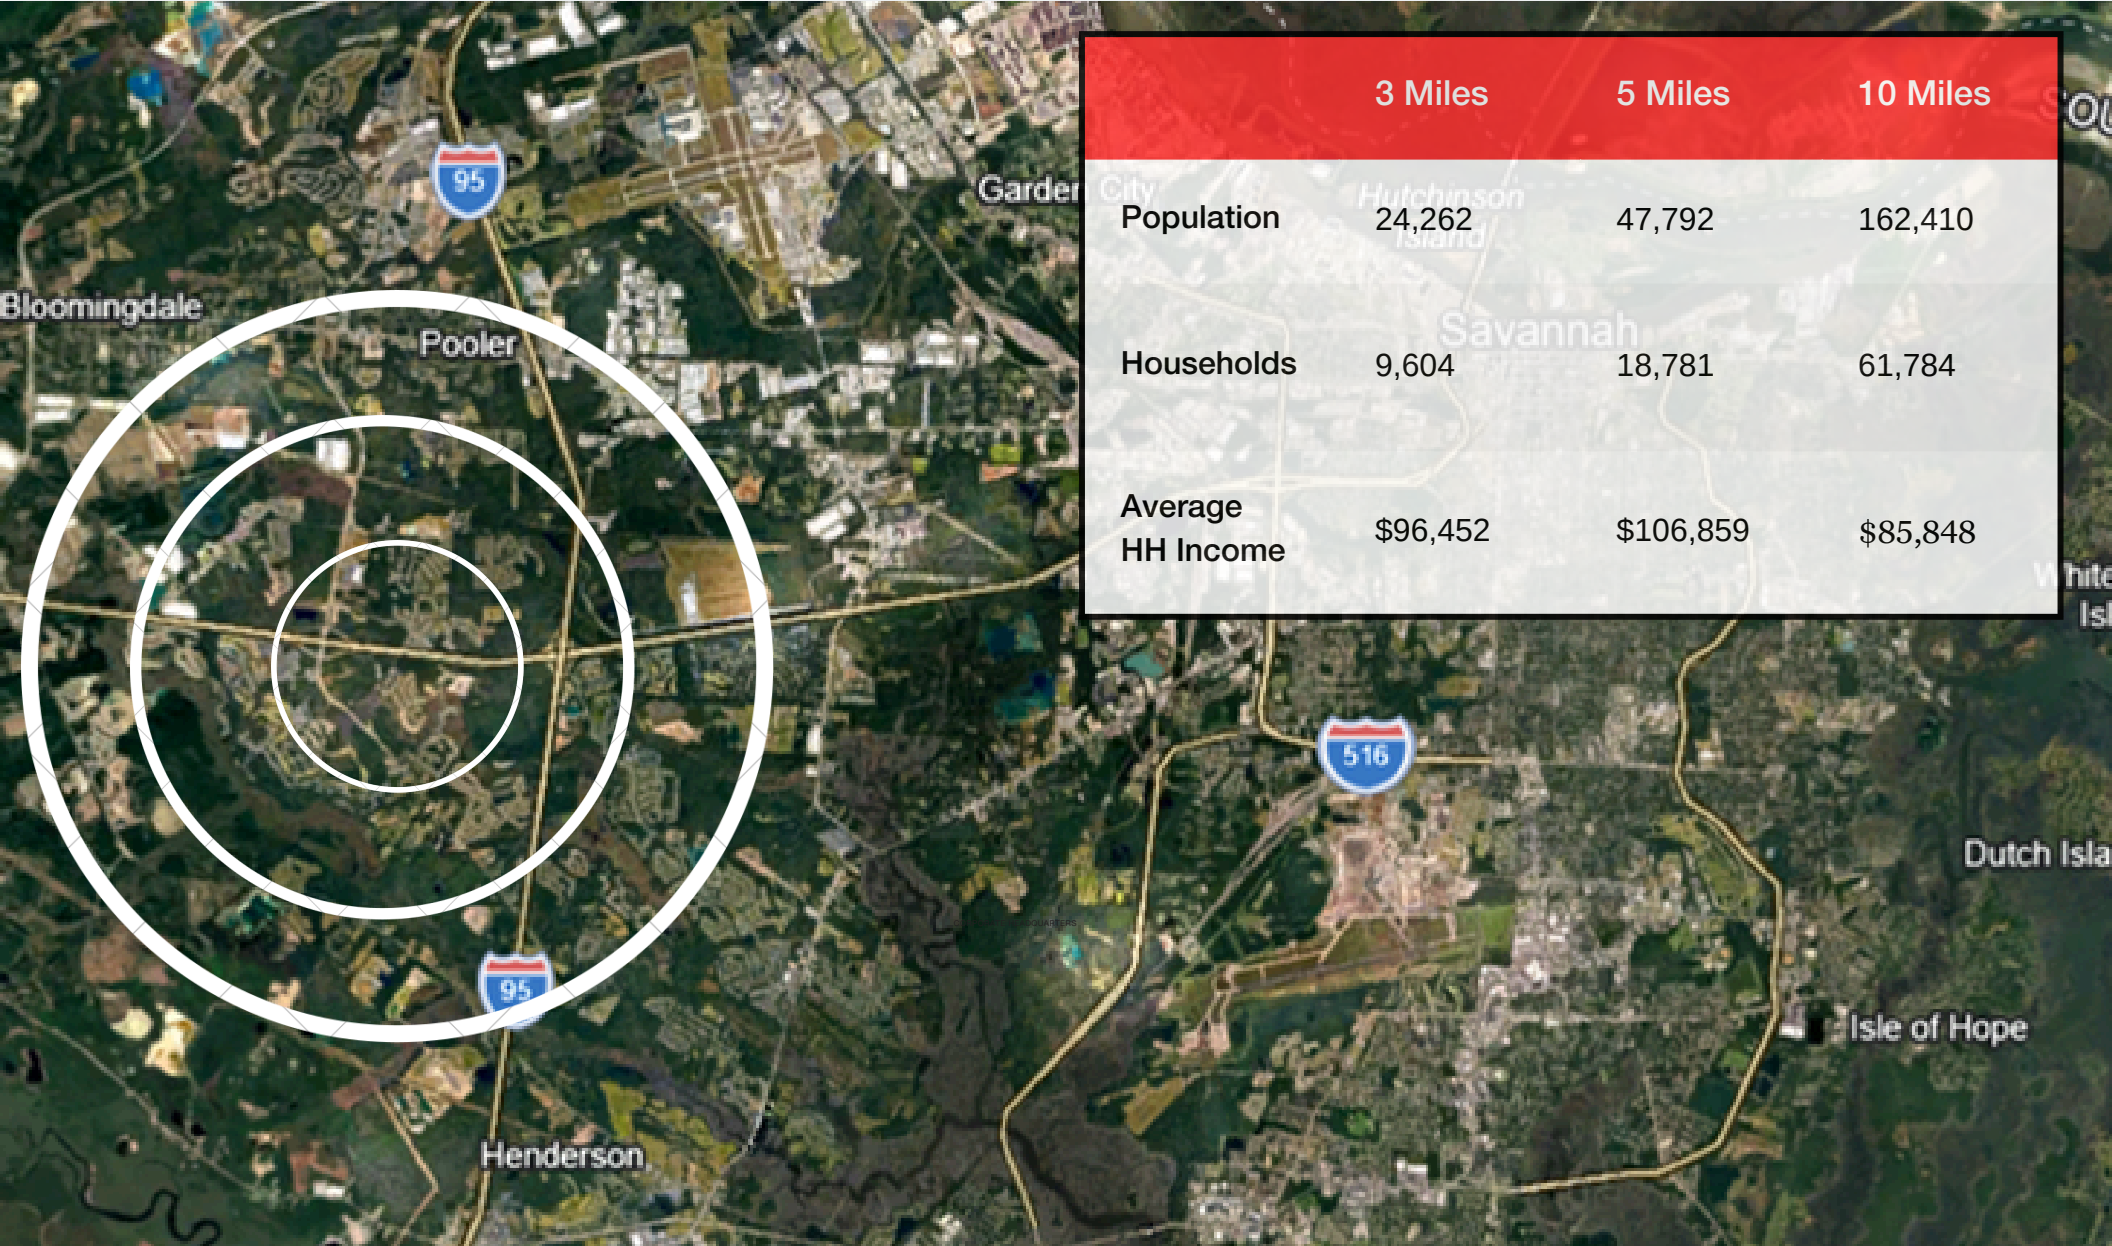 3 Miles 5 Miles 10 Miles
Population 24,262 47,792 162,410
Households 9,604 18,781 61,784
Average
HH Income $96,452 $106,859 $85,848
95
Garden City
Hutchinson
Island
Bloomingdale
Pooler
Savannah
516
95
Isle of Hope
Henderson